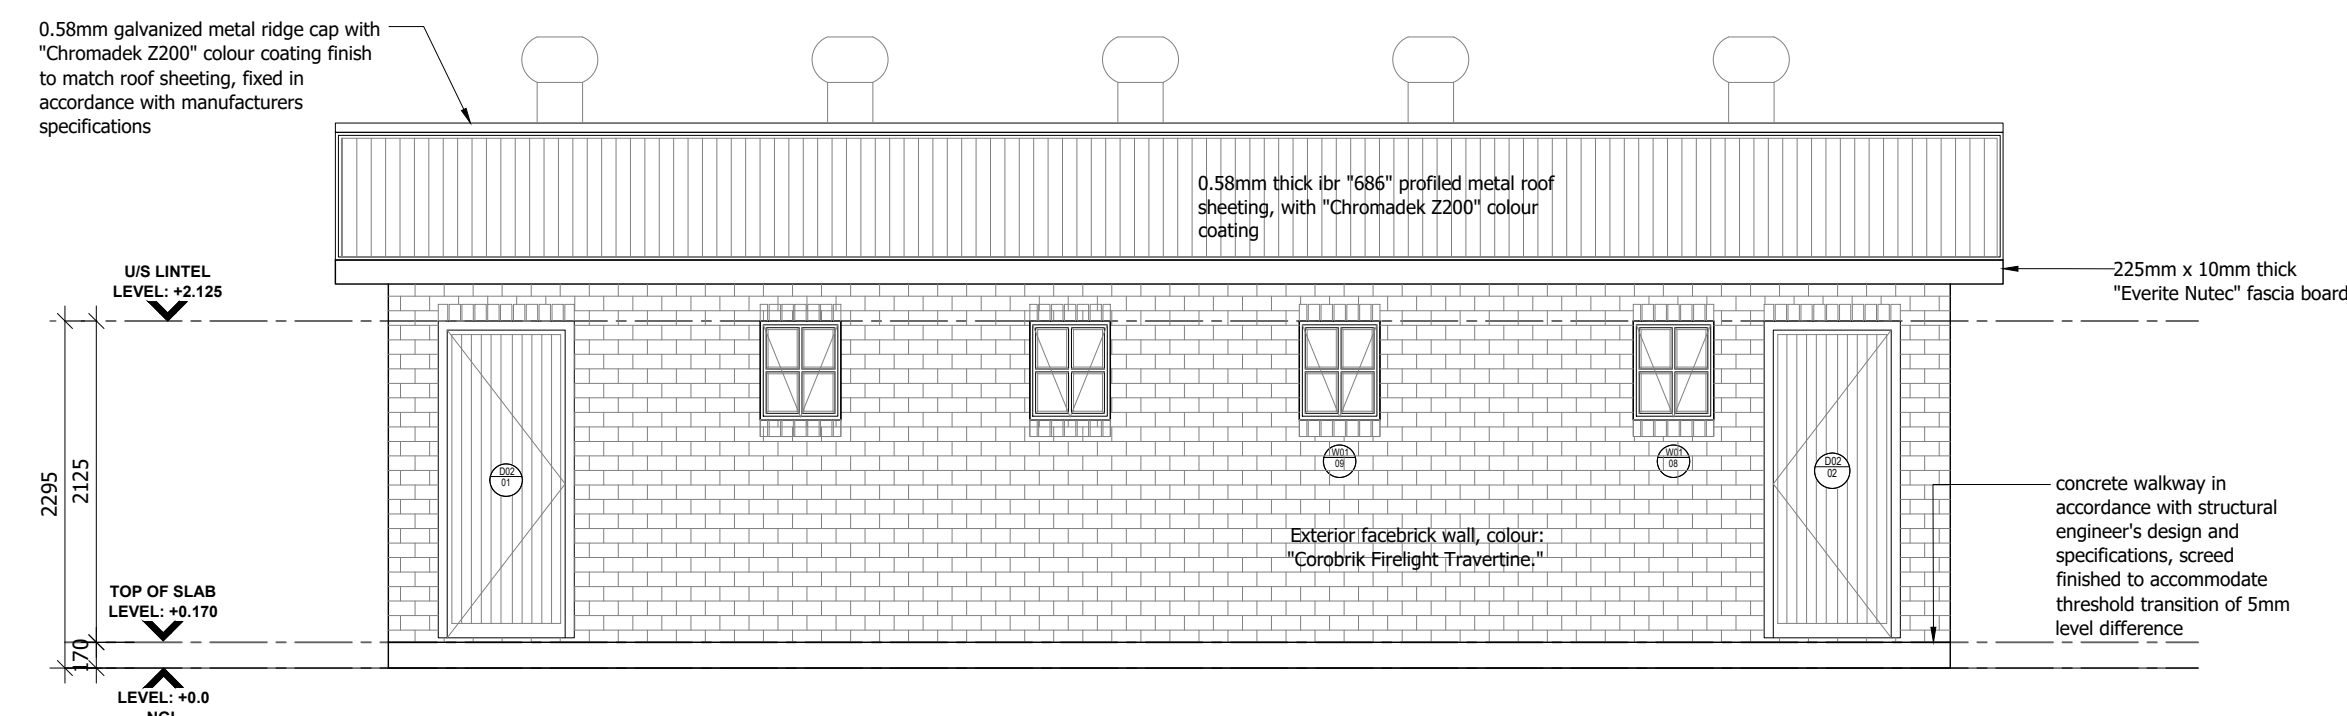 0.58mm galvanized metal ridge cap with
"Chromadek Z200" colour coating finish
to match roof sheeting, fixed in
accordance with manufacturers
specifications
0.58mm thick ibr "686" profiled metal roof
sheeting, with "Chromadek Z200" colour
coating
U/S LINTEL
LEVEL: +2.125
225mm x 10mm thick
"Everite Nutec" fascia board
2295
2125
170
D02
01
W01
09
W01
08
D02
02
Exterior facebrick wall, colour:
"Corobrik Firelight Travertine."
concrete walkway in
accordance with structural
engineer's design and
specifications, screed
finished to accommodate
threshold transition of 5mm
level difference
TOP OF SLAB
LEVEL: +0.170
LEVEL: +0.0